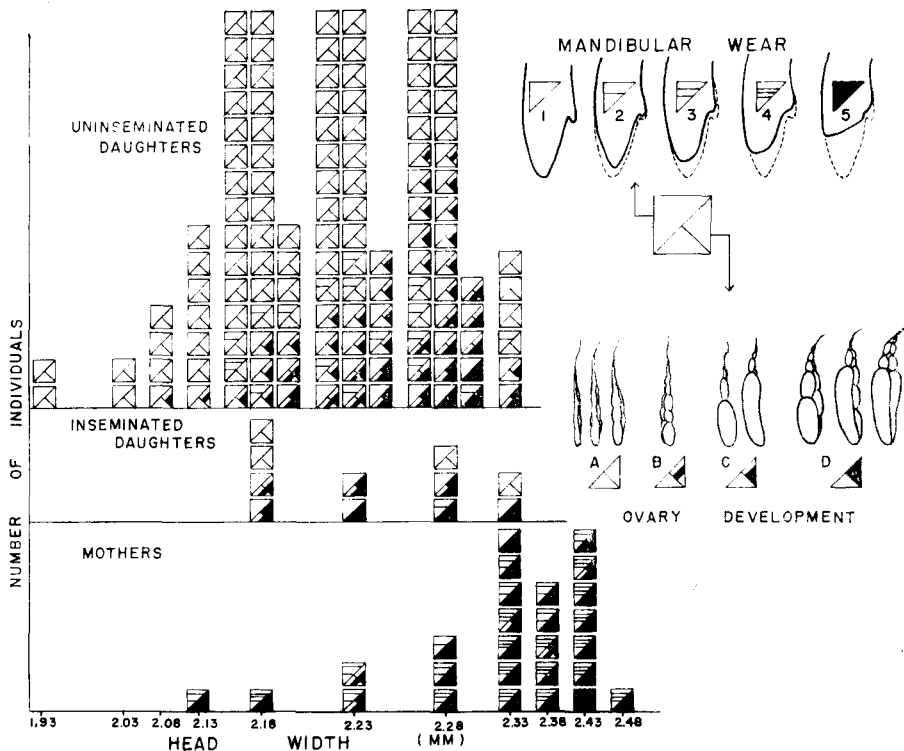 MANDIBULAR WEAR
1 2 3 4 5
UNINSEMINATED
DAUGHTERS
INSEMINATED
DAUGHTERS
MOTHERS
NUMBER OF INDIVIDUALS
A B C D
OVARY DEVELOPMENT
1.93 2.03 2.08 2.13 2.18 2.23 2.28 2.33 2.38 2.43 2.48
HEAD WIDTH (MM)